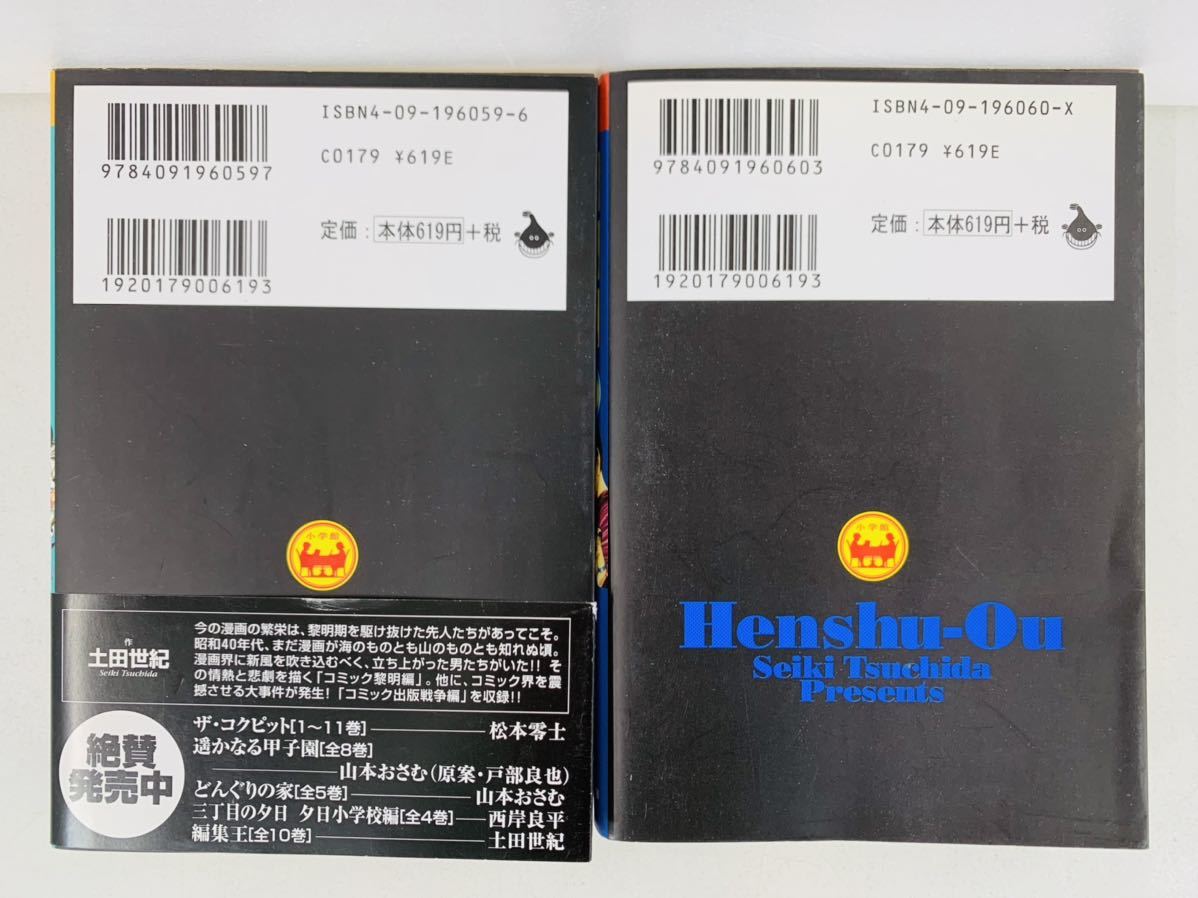 ISBN4-09-196059-6
C0179 ¥619E
9784091960597
定価：本体619円+税
1920179006193
小学館
作
土田世紀
Seiki Tsuchida
今の漫画の繁栄は、黎明期を駆け抜けた先人たちがあってこそ。
昭和40年代、まだ漫画が海のものとも山のものとも知れぬ頃。
漫画界に新風を吹き込むべく、立ち上がった男たちがいた!! そ
の情熱と悲劇を描く「コミック黎明編」。他に、コミック界を震
撼させる大事件が発生!「コミック出版戦争編」を収録!!
絶賛
発売中
ザ・コクピット[1〜11巻]――松本零士
遥かなる甲子園[全8巻]
――山本おさむ(原案・戸部良也)
どんぐりの家[全5巻]――山本おさむ
三丁目の夕日 夕日小学校編[全4巻]―西岸良平
編集王[全10巻]――土田世紀
ISBN4-09-196060-X
C0179 ¥619E
9784091960603
定価：本体619円+税
1920179006193
小学館
Henshu-Ou
Seiki Tsuchida
Presents